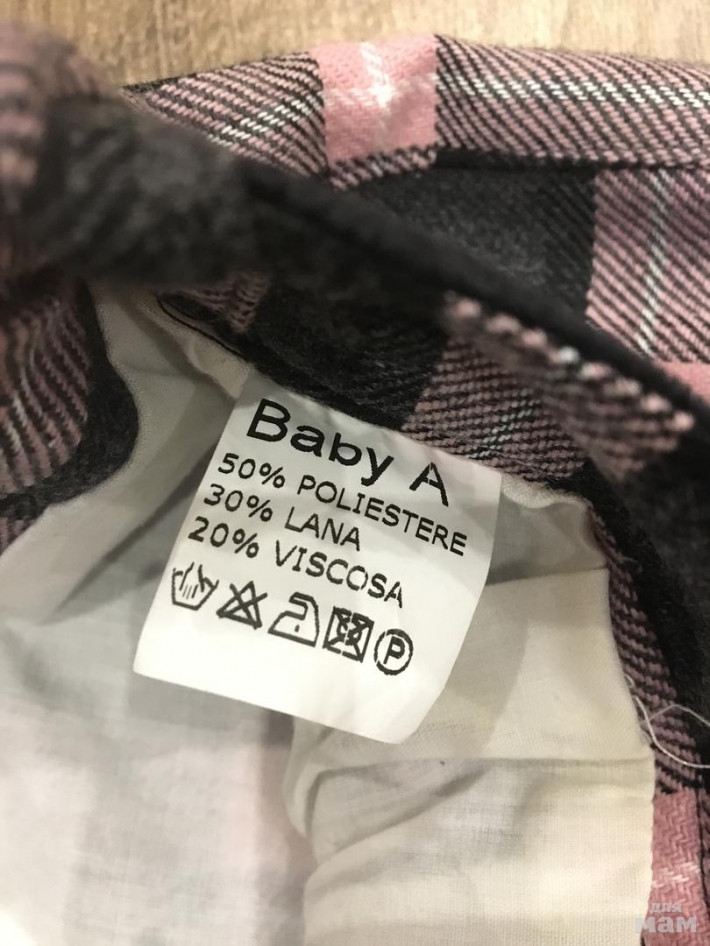 Baby A
50% POLIESTERE
30% LANA
20% VISCOSA
P
для
мам